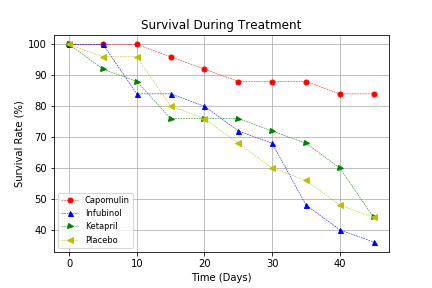 Survival During Treatment
Survival Rate (%)
100
90
80
70
60
50
40
Capomulin
Infubinol
Ketapril
Placebo
0
10
20
30
40
Time (Days)